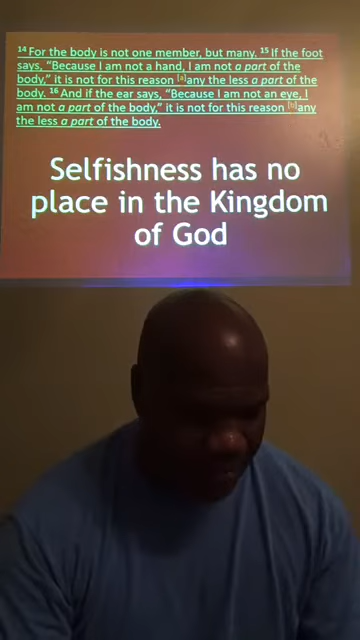 14 For the body is not one member, but many. 15 If the foot
says, "Because I am not a hand, I am not a part of the
body," it is not for this reason [a]any the less a part of the
body. 16 And if the ear says, "Because I am not an eye, I
am not a part of the body," it is not for this reason [b]any
the less a part of the body.
Selfishness has no
place in the Kingdom
of God